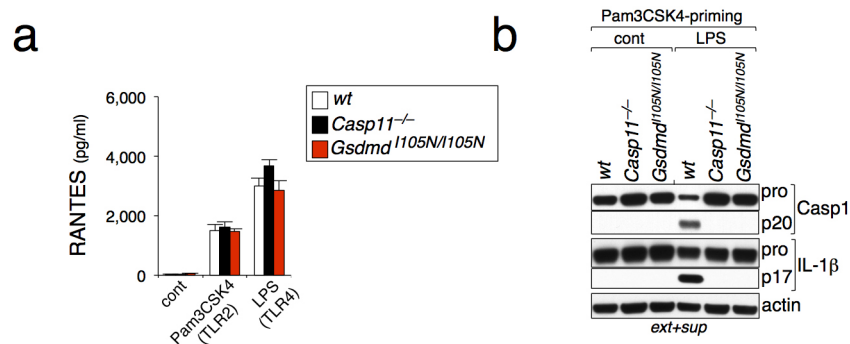 a
6,000
4,000
2,000
0
RANTES (pg/ml)
cont
Pam3CSK4
(TLR2)
LPS
(TLR4)
wt
Casp11–/–
Gsdmd I105N/I105N
b
Pam3CSK4-priming
cont LPS
wt
Casp11–/–
GsdmdI105N/I105N
wt
Casp11–/–
GsdmdI105N/I105N
pro
p20
Casp1
pro
p17
IL-1β
actin
ext+sup